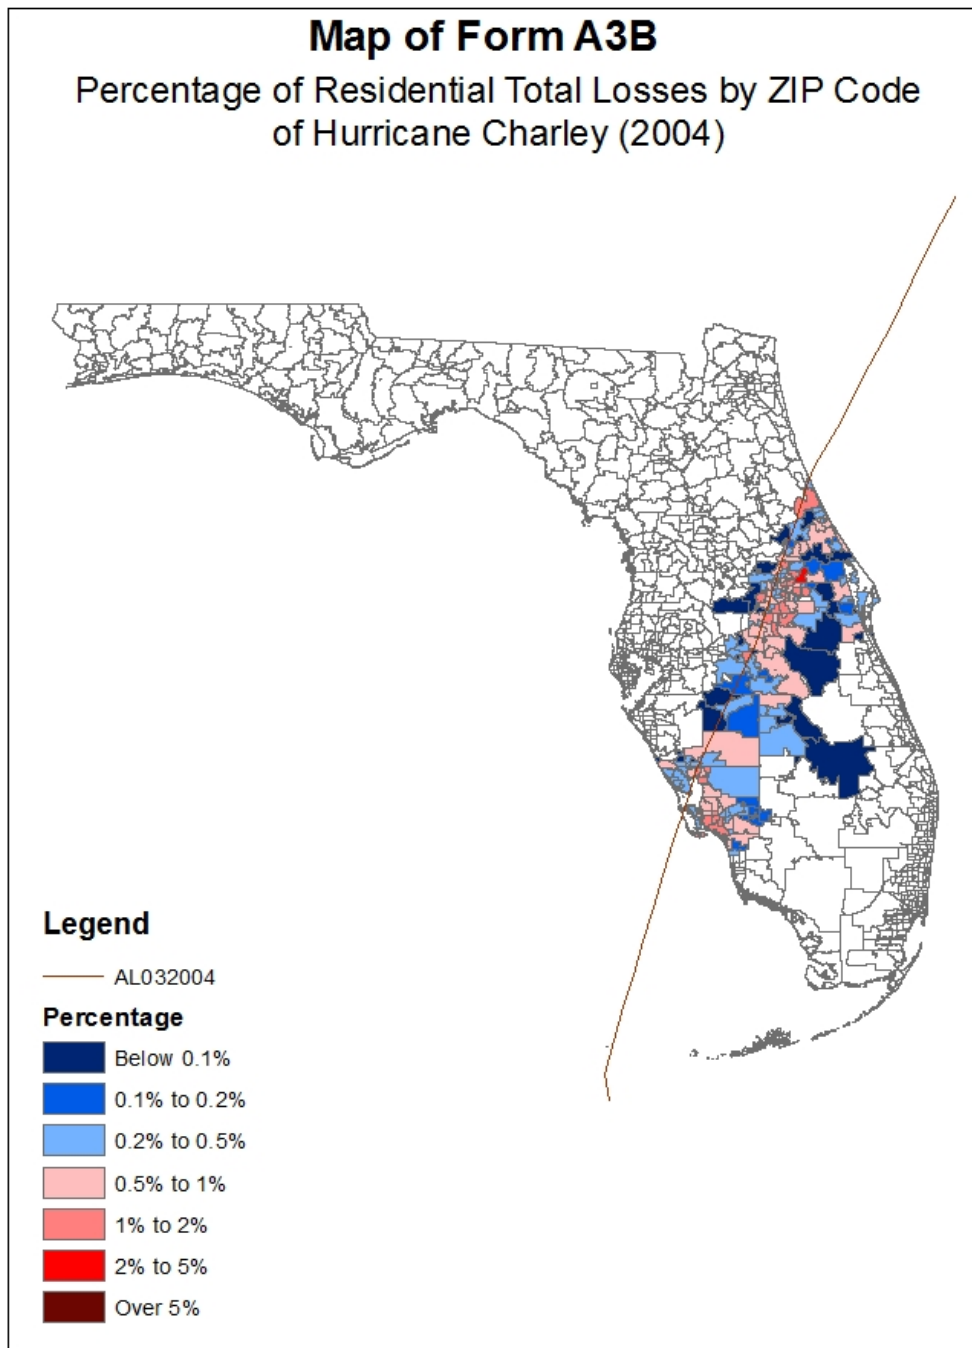 Map of Form A3B
Percentage of Residential Total Losses by ZIP Code
of Hurricane Charley (2004)
Legend
AL032004
Percentage
Below 0.1%
0.1% to 0.2%
0.2% to 0.5%
0.5% to 1%
1% to 2%
2% to 5%
Over 5%